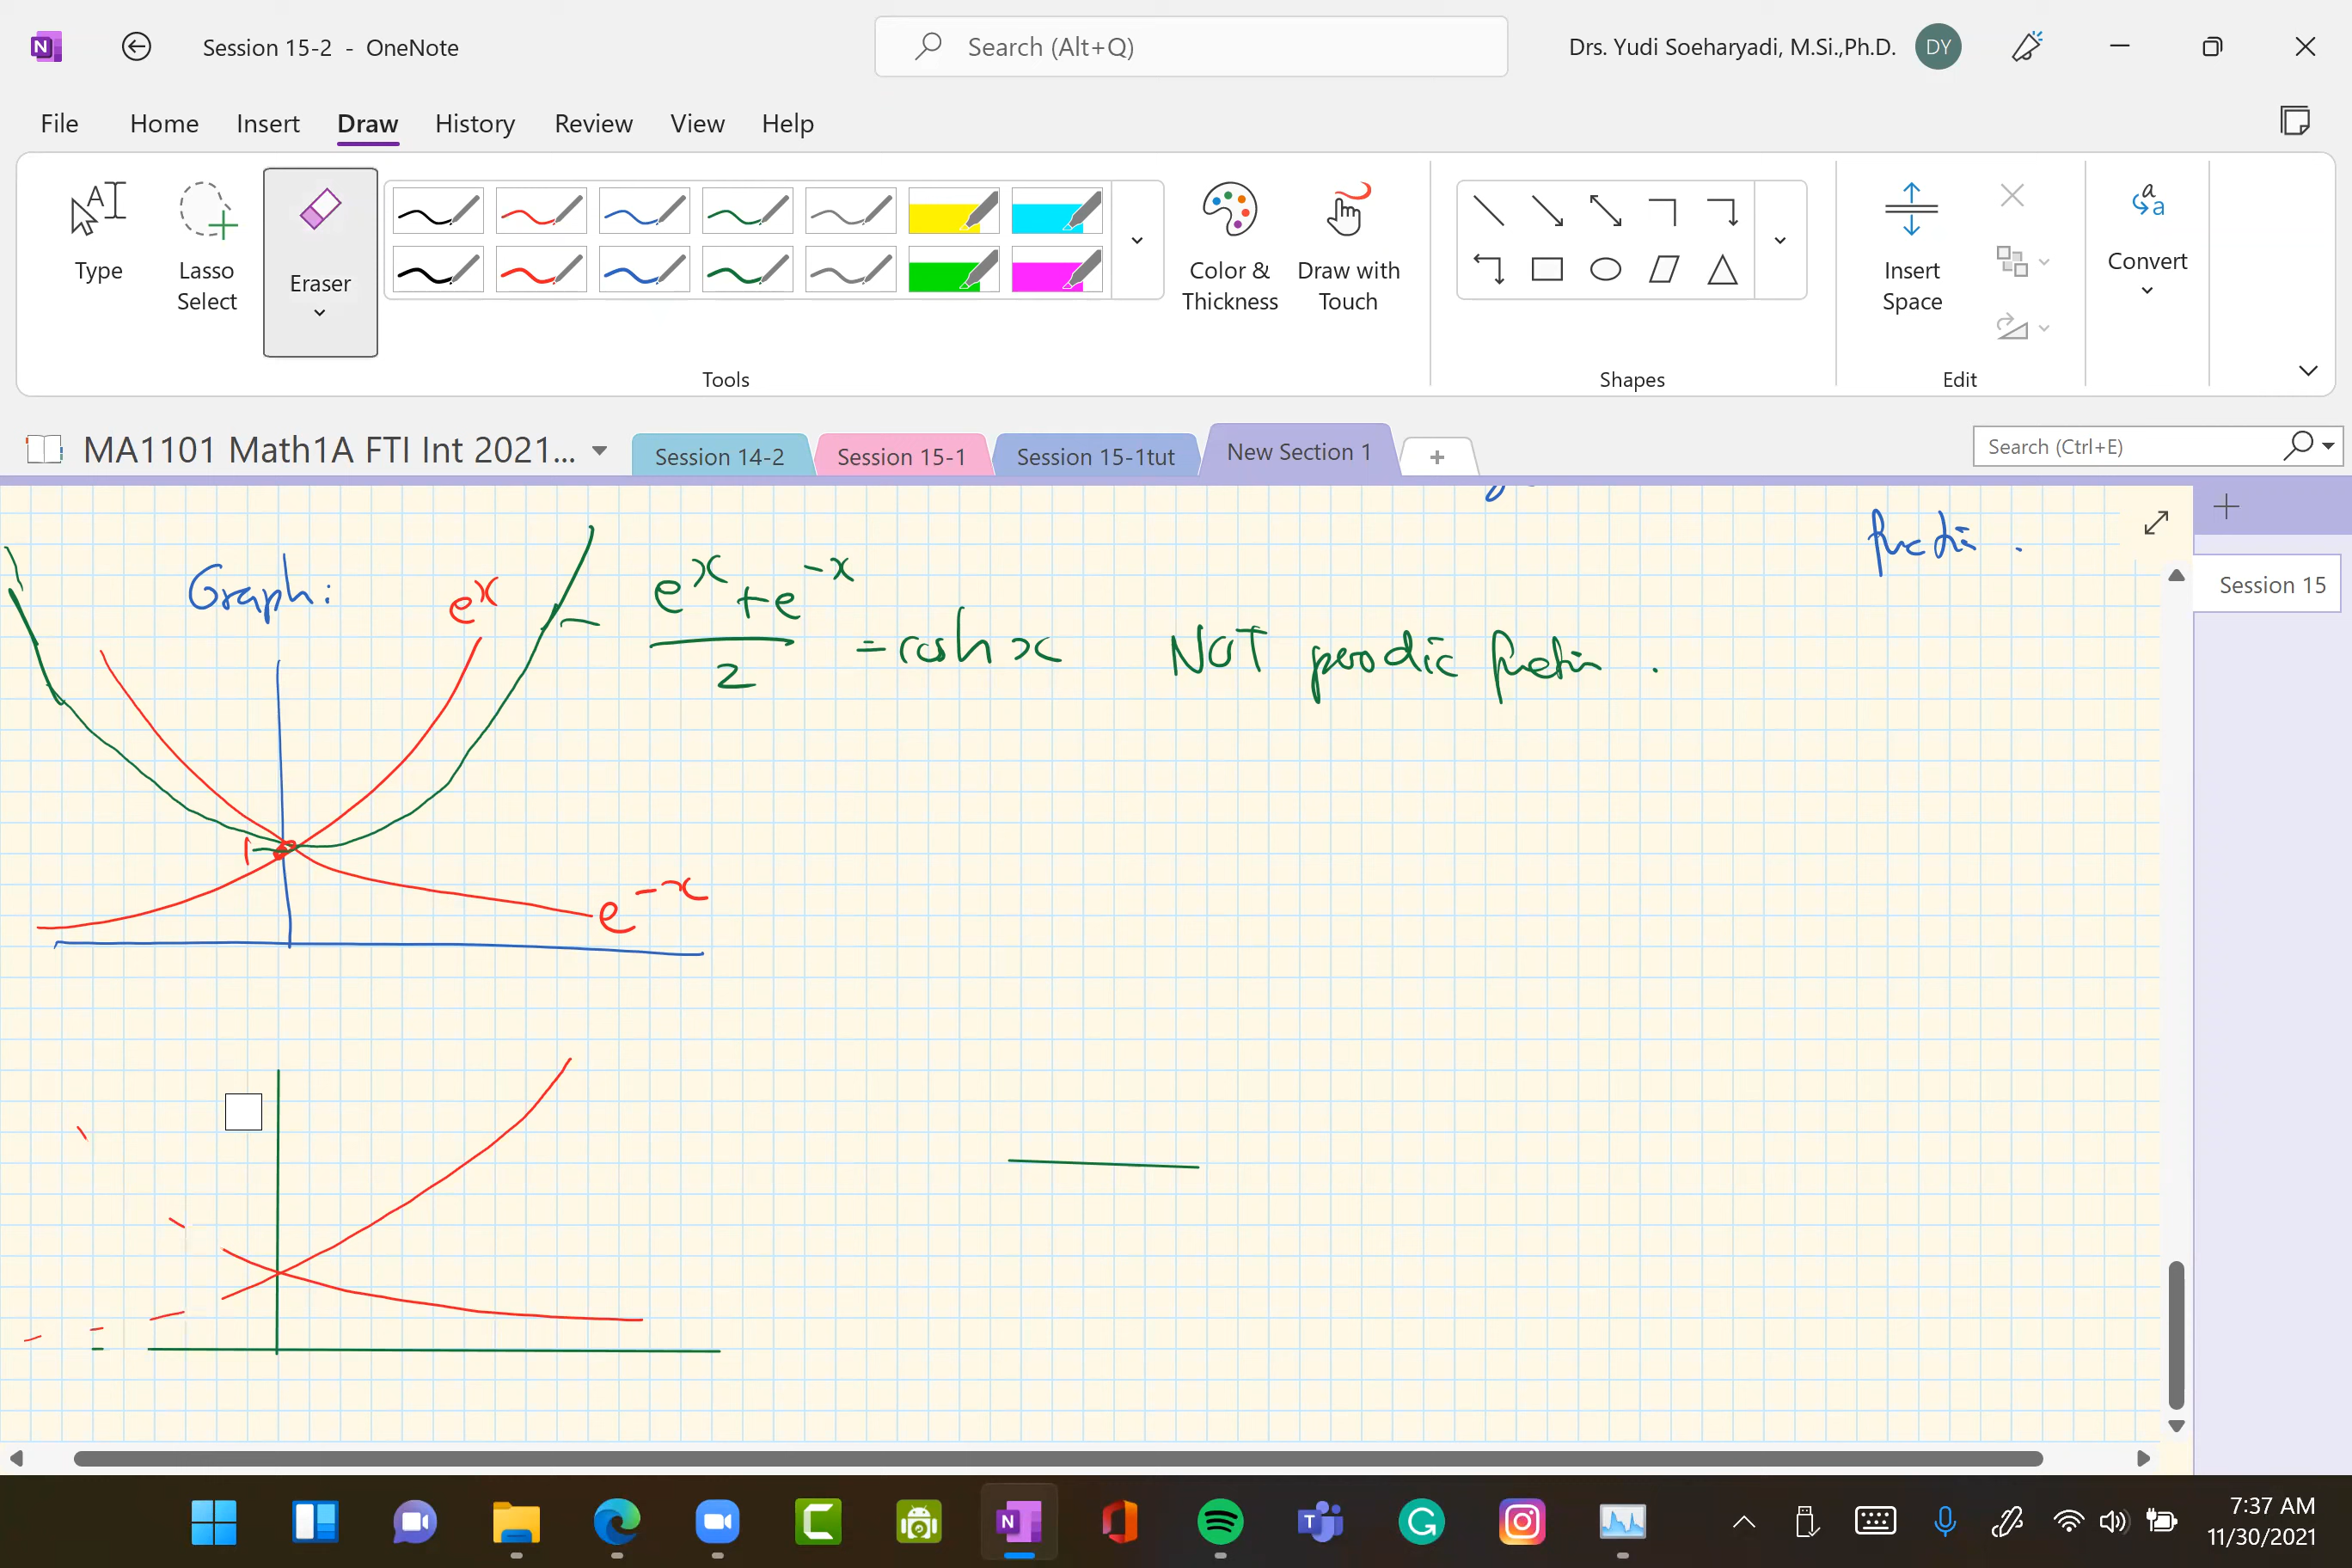 Session 15-2 - OneNote
Search (Alt+Q)
Drs. Yudi Soeharyadi, M.Si.,Ph.D.
DY
File Home Insert Draw History Review View Help
Type
Lasso Select
Eraser
Color & Thickness
Draw with Touch
Insert Space
Convert
Tools
Shapes
Edit
MA1101 Math1A FTI Int 2021...
Session 14-2
Session 15-1
Session 15-1tut
New Section 1
Search (Ctrl+E)
Session 15
Graph:
e^x
(e^x + e^-x)/2 = cosh x
NOT
1
e^-x
7:37 AM
11/30/2021